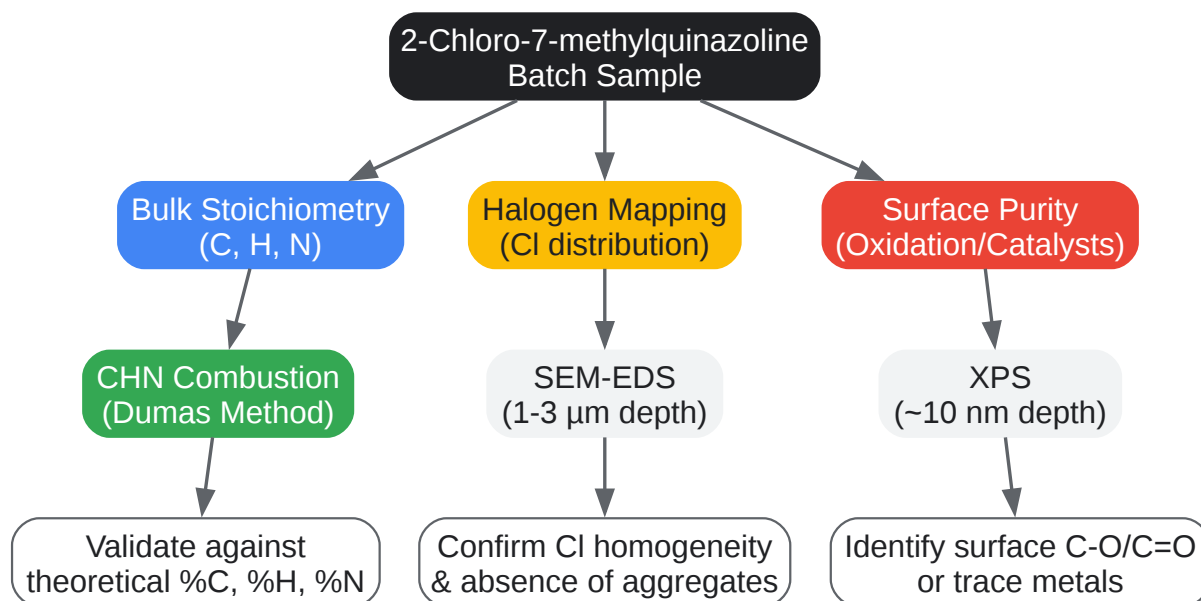 2-Chloro-7-methylquinazoline
Batch Sample
Bulk Stoichiometry
(C, H, N)
Halogen Mapping
(Cl distribution)
Surface Purity
(Oxidation/Catalysts)
CHN Combustion
(Dumas Method)
SEM-EDS
(1-3 µm depth)
XPS
(~10 nm depth)
Validate against
theoretical %C, %H, %N
Confirm Cl homogeneity
& absence of aggregates
Identify surface C-O/C=O
or trace metals